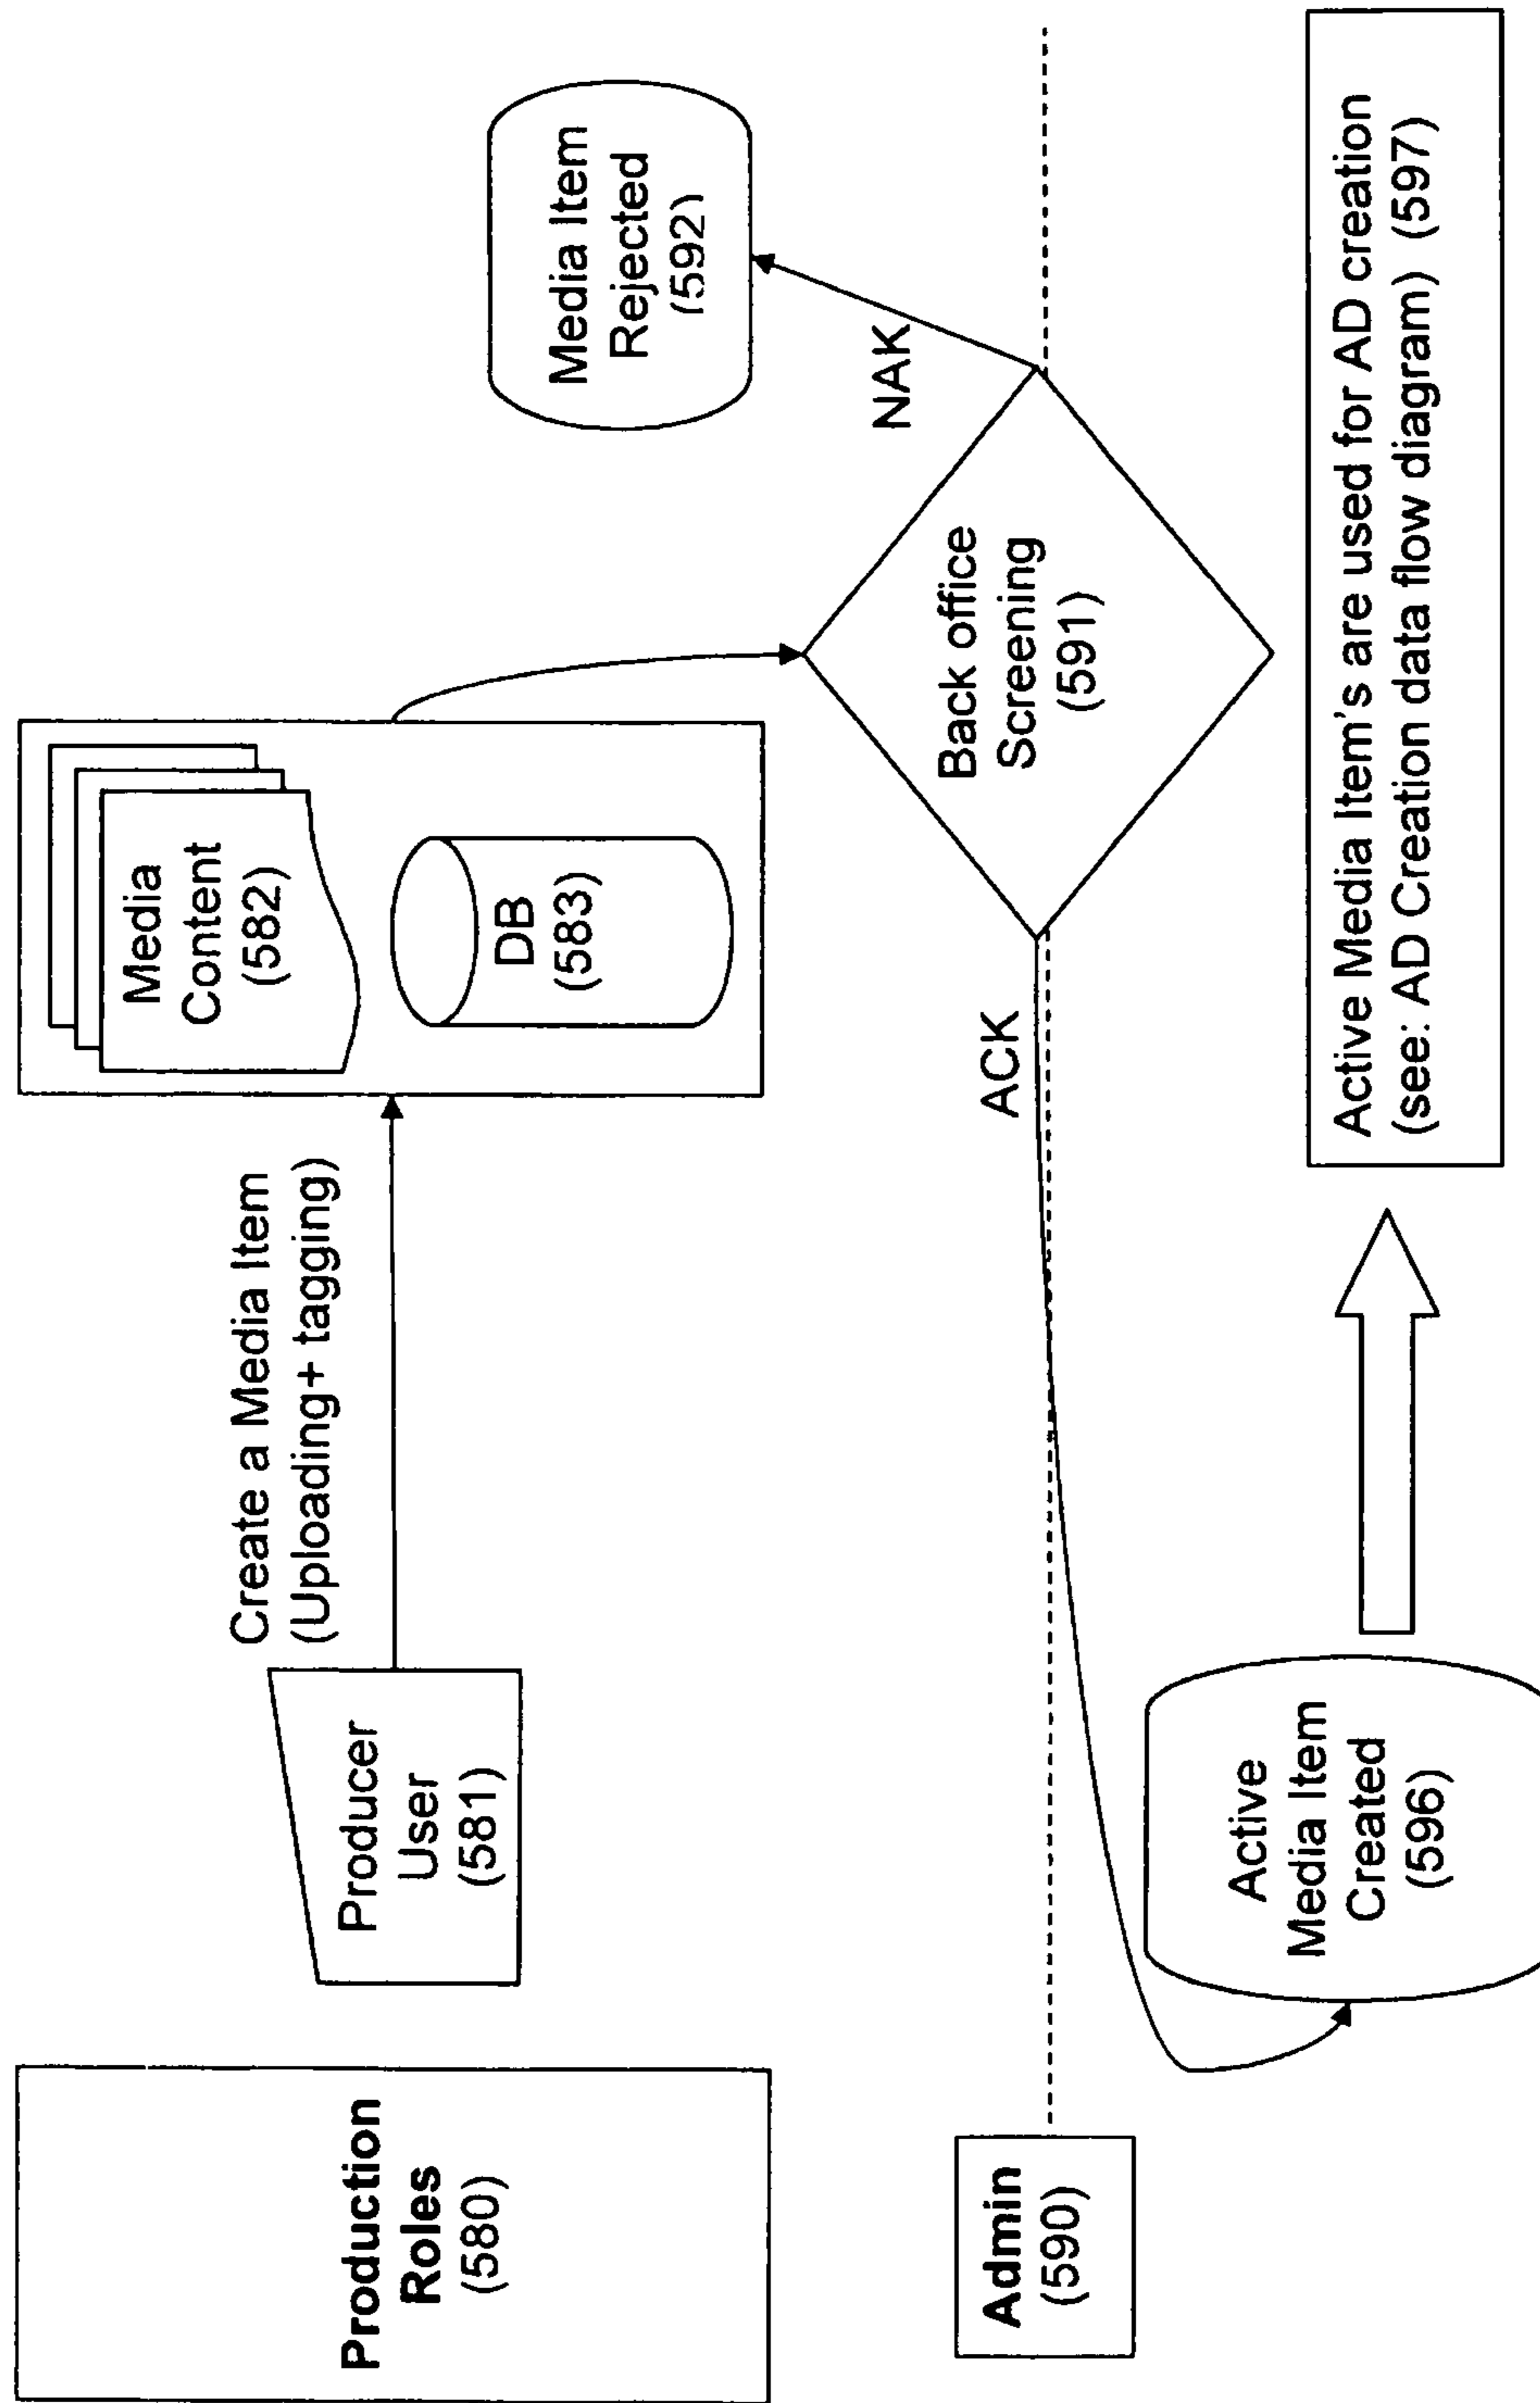 Production
Roles
(580)
Producer
User
(581)
Create a Media Item
(Uploading+ tagging)
Media
Content
(582)
DB
(583)
Media Item
Rejected
(592)
NAK
Back office
Screening
(591)
ACK
Admin
(590)
Active
Media Item
Created
(596)
Active Media Item's are used for AD creation
(see: AD Creation data flow diagram) (597)